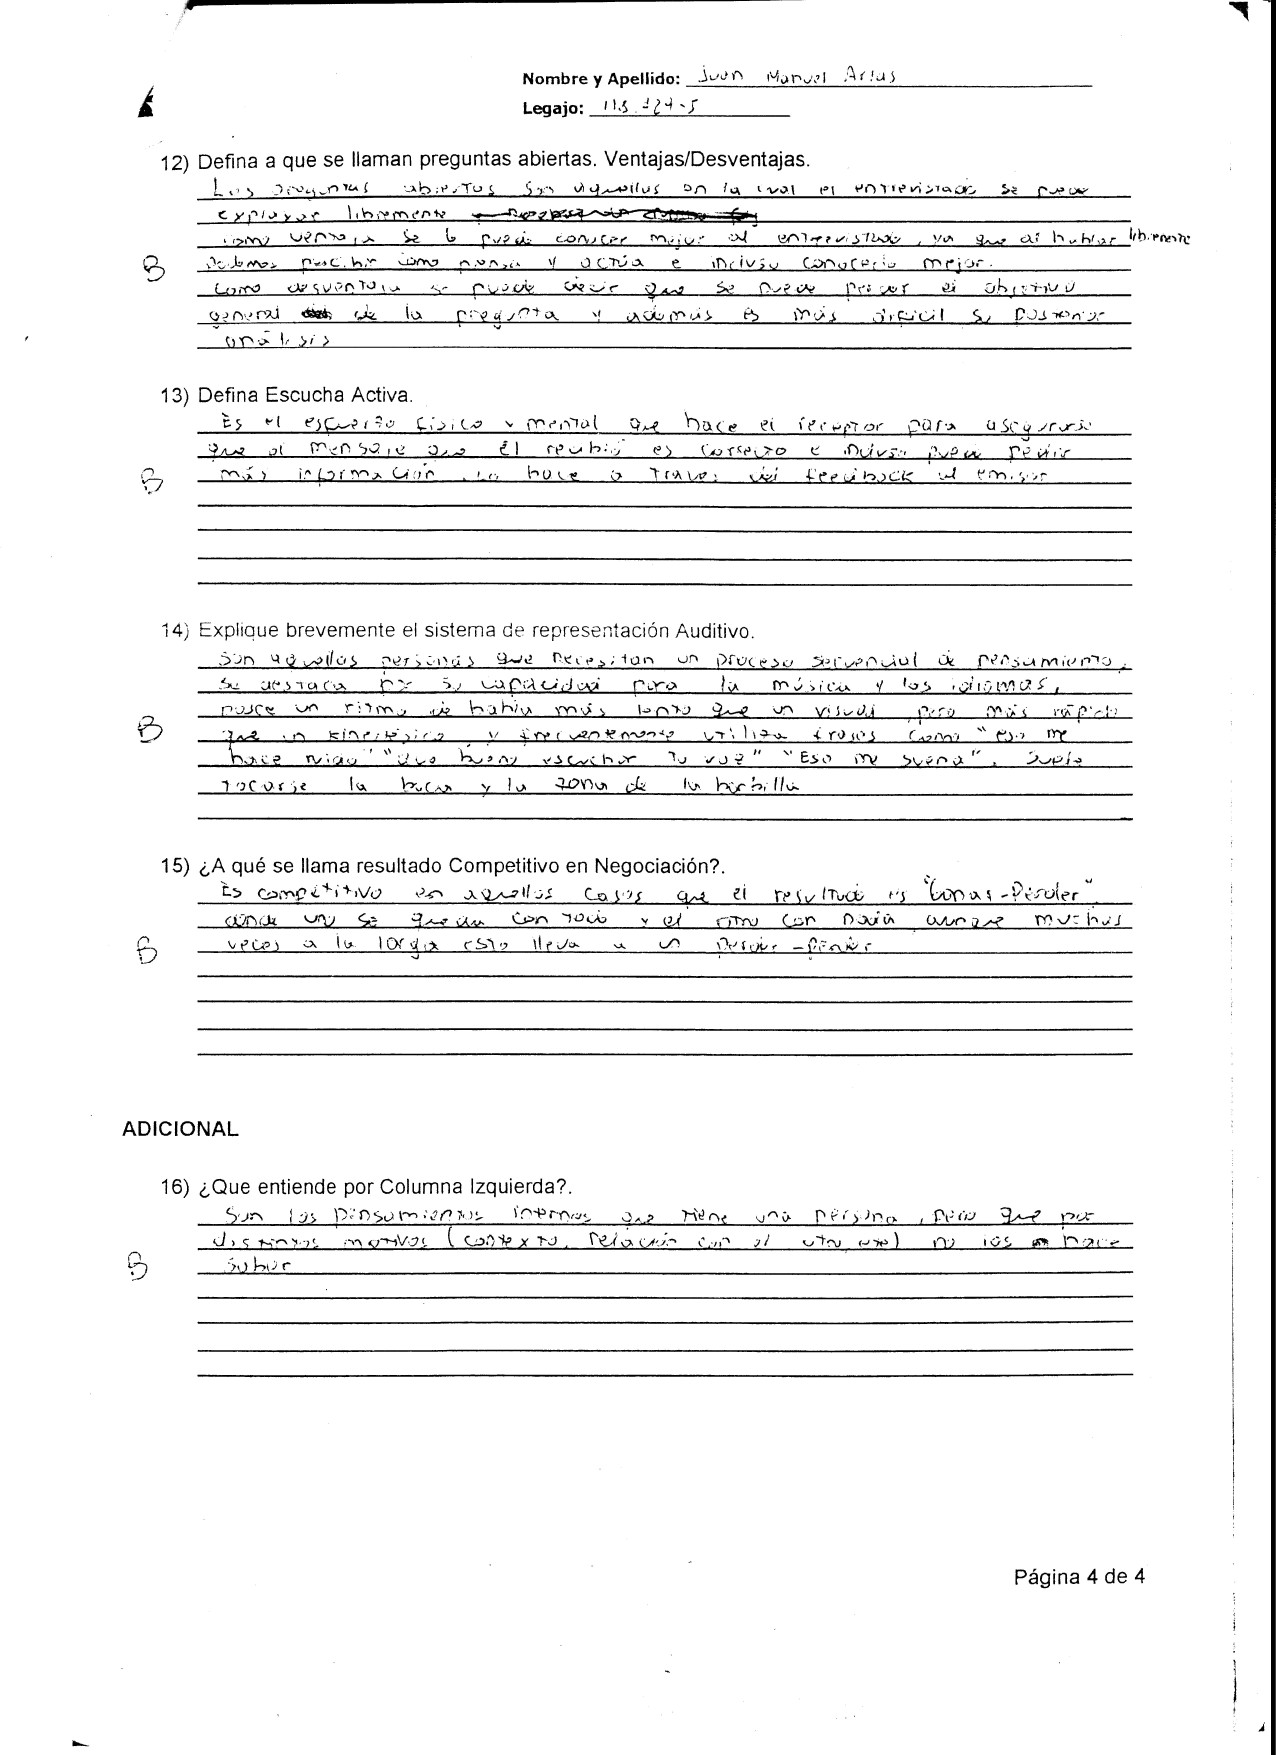 Nombre y Apellido: Juan Manuel Arias
Legajo: 118.124-5
12) Defina a que se llaman preguntas abiertas. Ventajas/Desventajas.
Las preguntas abiertas son aquellas en la cual el entrevistado se puede
explayar libremente
como ventaja se lo puede conocer mejor al entrevistado, ya que al hablar libremente
B podemos percibir como piensa y actúa e incluso conocerlo mejor.
como desventaja se puede decir que se puede perder el objetivo
general de la pregunta y además es más dificil su posterior
análisis
13) Defina Escucha Activa.
Es el esfuerzo físico y mental que hace el receptor para asegurarse
que el mensaje que él recibió es correcto e incluso puede pedir
B más información. Lo hace a traves del feedback al emisor
14) Explique brevemente el sistema de representación Auditivo.
Son aquellas personas que necesitan un proceso secuencial de pensamiento.
Se destaca por su capacidad para la música y los idiomas,
posee un ritmo de habla más lento que un visual pero más rápido
B que un kinestésico y frecuentemente utiliza frases como "eso me
hace ruido" "Que bueno escuchar tu voz" "Eso me suena". Suele
tocarse la boca y la zona de la barbilla
15) ¿A qué se llama resultado Competitivo en Negociación?.
Es competitivo en aquellos casos que el resultado es "Ganas-Perder"
donde uno se queda con todo y el otro con nada aunque muchas
B veces a la larga esto lleva a un Perder-Perder
ADICIONAL
16) ¿Que entiende por Columna Izquierda?.
Son los pensamientos internos que tiene una persona, pero que por
distintos motivos (contexto, relación con el otro, etc) no los hace
B saber
Página 4 de 4